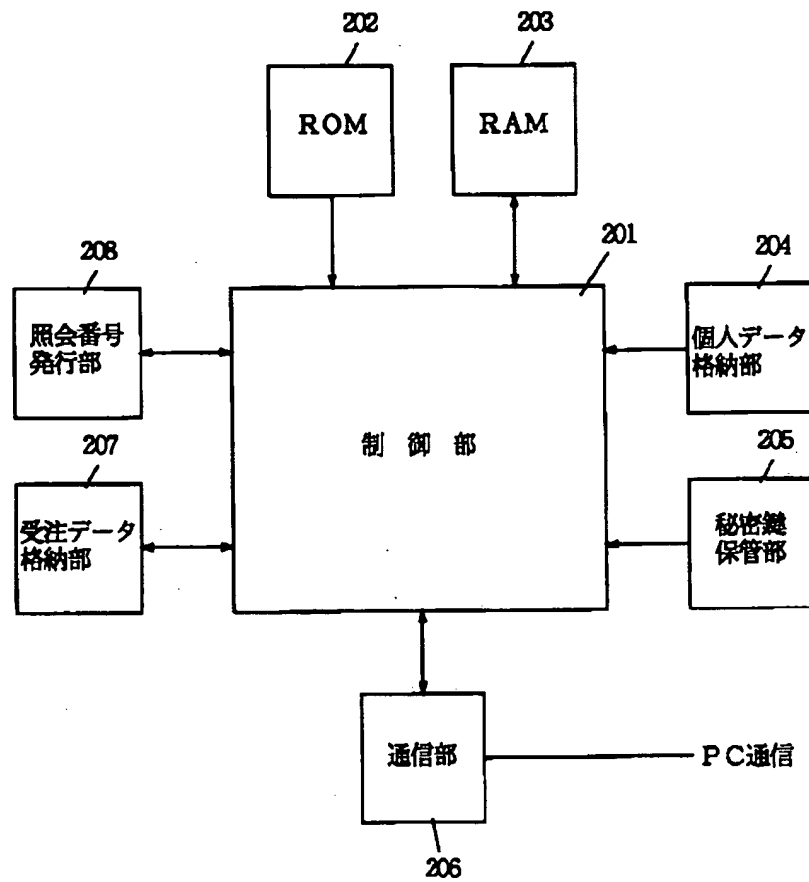 202
203
ROM
RAM
201
208
204
照会番号
発行部
個人データ
格納部
207
205
制御部
受注データ
格納部
秘密鍵
保管部
通信部
PC通信
206